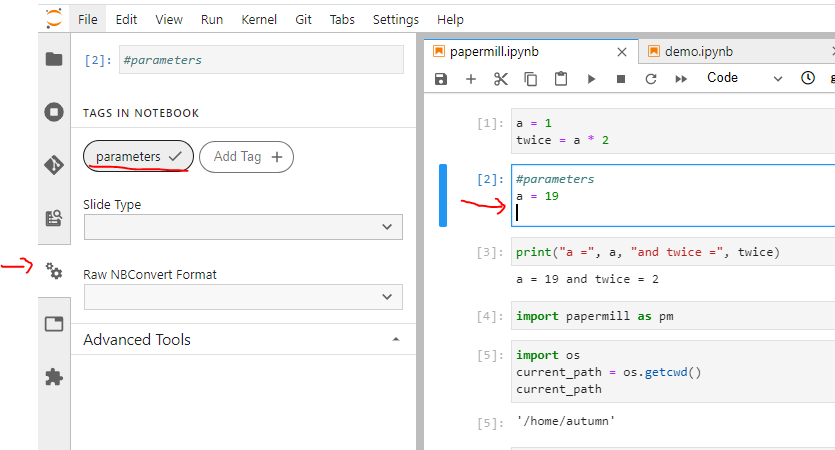 File Edit View Run Kernel Git Tabs Settings Help
[2]: #parameters
TAGS IN NOTEBOOK
parameters ✓ Add Tag +
Slide Type
Raw NBConvert Format
Advanced Tools
papermill.ipynb × demo.ipynb
Code
[1]: a = 1
twice = a * 2
[2]: #parameters
a = 19
[3]: print("a =", a, "and twice =", twice)
a = 19 and twice = 2
[4]: import papermill as pm
[5]: import os
current_path = os.getcwd()
current_path
[5]: '/home/autumn'